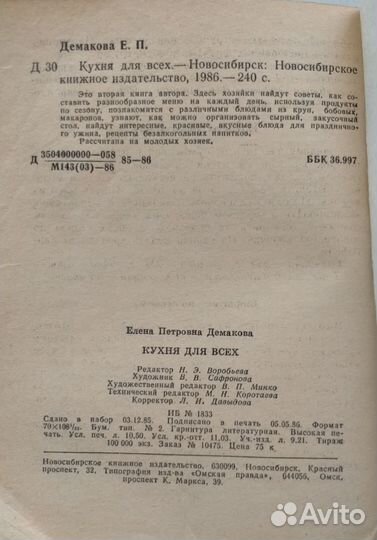 Демакова Е. П.
Д 30 Кухня для всех.— Новосибирск: Новосибирское
книжное издательство, 1986.— 240 с.
Это вторая книга автора. Здесь хозяйки найдут советы, как со-
ставить разнообразное меню на каждый день, используя продукты
по сезону, познакомятся с различными блюдами из круп, бобовых,
макаронов, узнают, как можно организовать сырный, закусочный
стол, найдут интересные, красивые, вкусные блюда для празднично-
го ужина, рецепты безалкогольных напитков.
Рассчитана на молодых хозяек.
Д 3504000000—058
М143(03)—86 85—86 ББК 36.997
Елена Петровна Демакова
КУХНЯ ДЛЯ ВСЕХ
Редактор Н. Э. Воробьева
Художник В. В. Сафронова
Художественный редактор В. П. Минко
Технический редактор М. Н. Коротаева
Корректор Л. И. Давыдова
ИБ № 1833
Сдано в набор 03.12.85. Подписано в печать 05.05.86. Формат
70×108 1/32. Бум. тип. № 2. Гарнитура литературная. Высокая пе-
чать. Усл. печ. л. 10,50. Усл. кр.-отт. 11,03. Уч.-изд. л. 9,21. Тираж
100 000 экз. Заказ № 10475. Цена 75 к.
Новосибирское книжное издательство, 630099, Новосибирск, Красный
проспект, 32. Типография изд-ва «Омская правда», 644056, Омск,
проспект К. Маркса, 39.
Avito